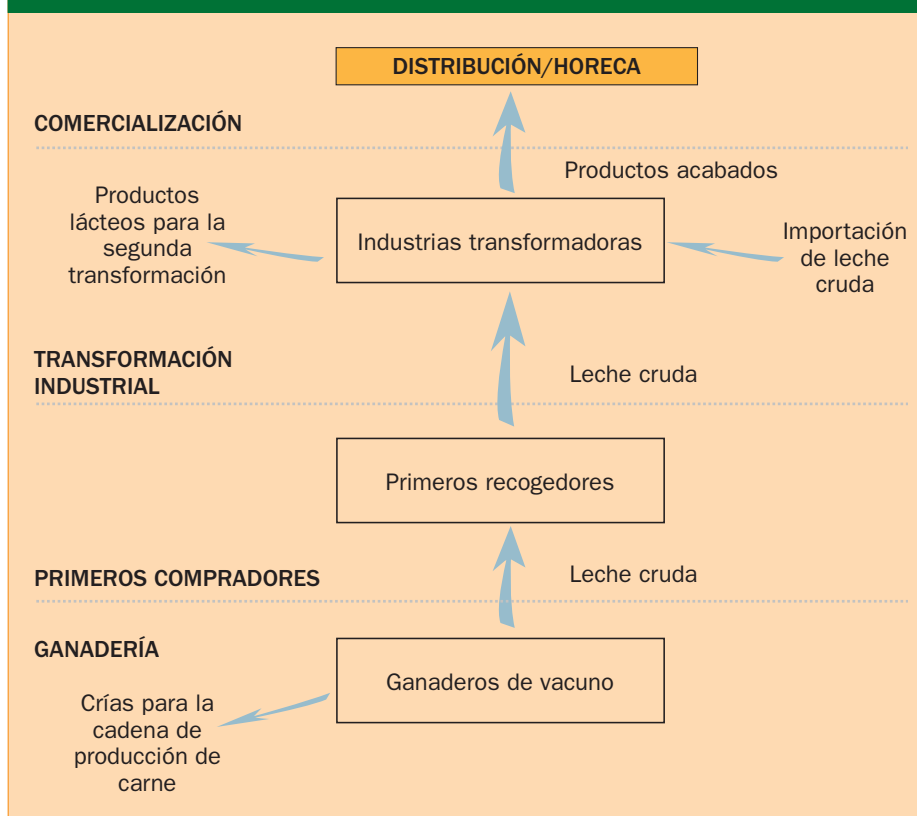 DISTRIBUCIÓN/HORECA
COMERCIALIZACIÓN
Productos acabados
Productos
lácteos para la
segunda
transformación
Industrias transformadoras
Importación
de leche
cruda
TRANSFORMACIÓN
INDUSTRIAL
Leche cruda
Primeros recogedores
PRIMEROS COMPRADORES
Leche cruda
GANADERÍA
Ganaderos de vacuno
Crías para la
cadena de
producción de
carne